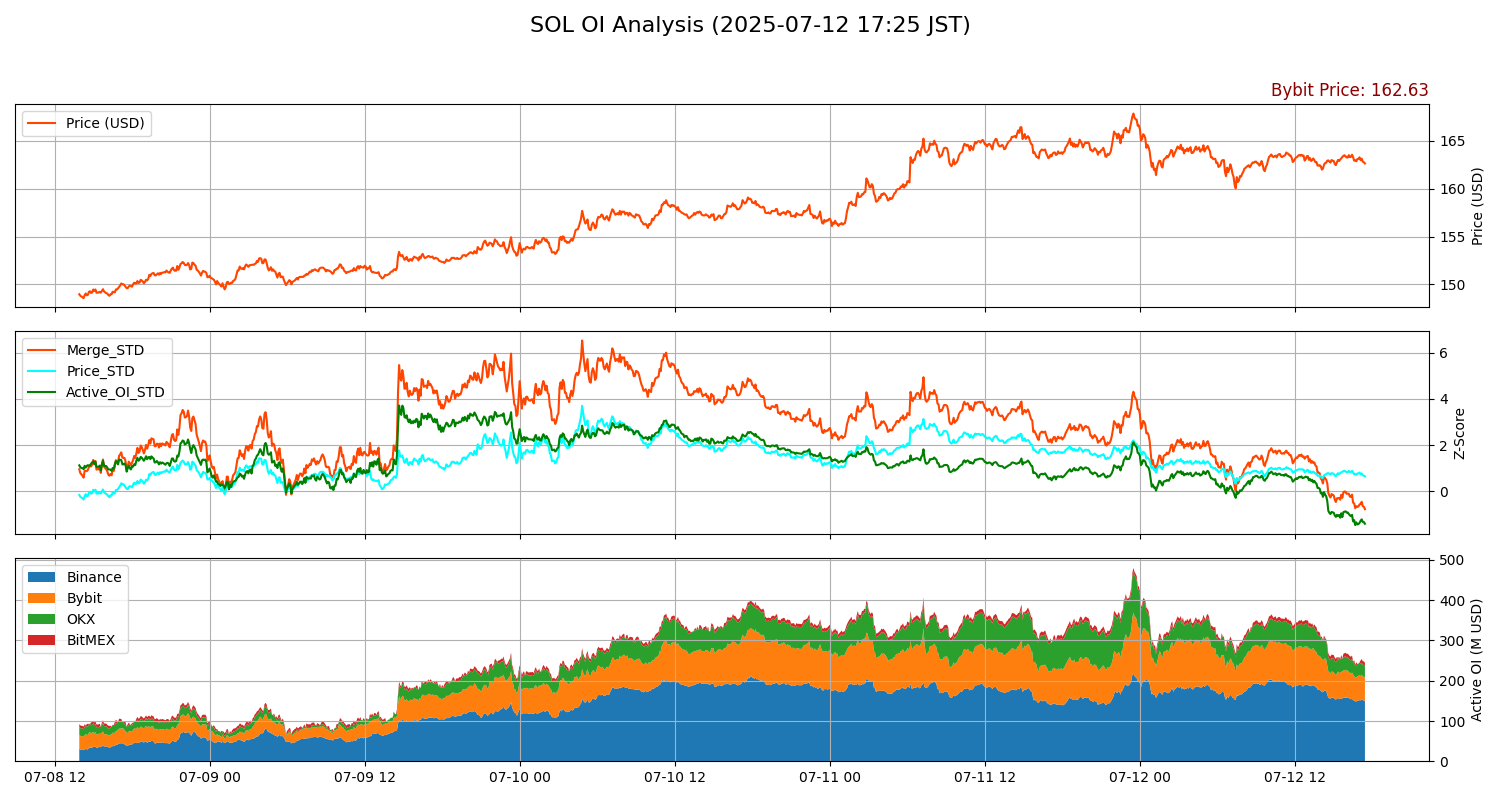 SOL OI Analysis (2025-07-12 17:25 JST)
Bybit Price: 162.63
Price (USD)
165
160
155
150
Price (USD)
Merge_STD
Price_STD
Active_OI_STD
6
4
2
0
Z-Score
Binance
Bybit
OKX
BitMEX
500
400
300
200
100
0
Active OI (M USD)
07-08 12
07-09 00
07-09 12
07-10 00
07-10 12
07-11 00
07-11 12
07-12 00
07-12 12